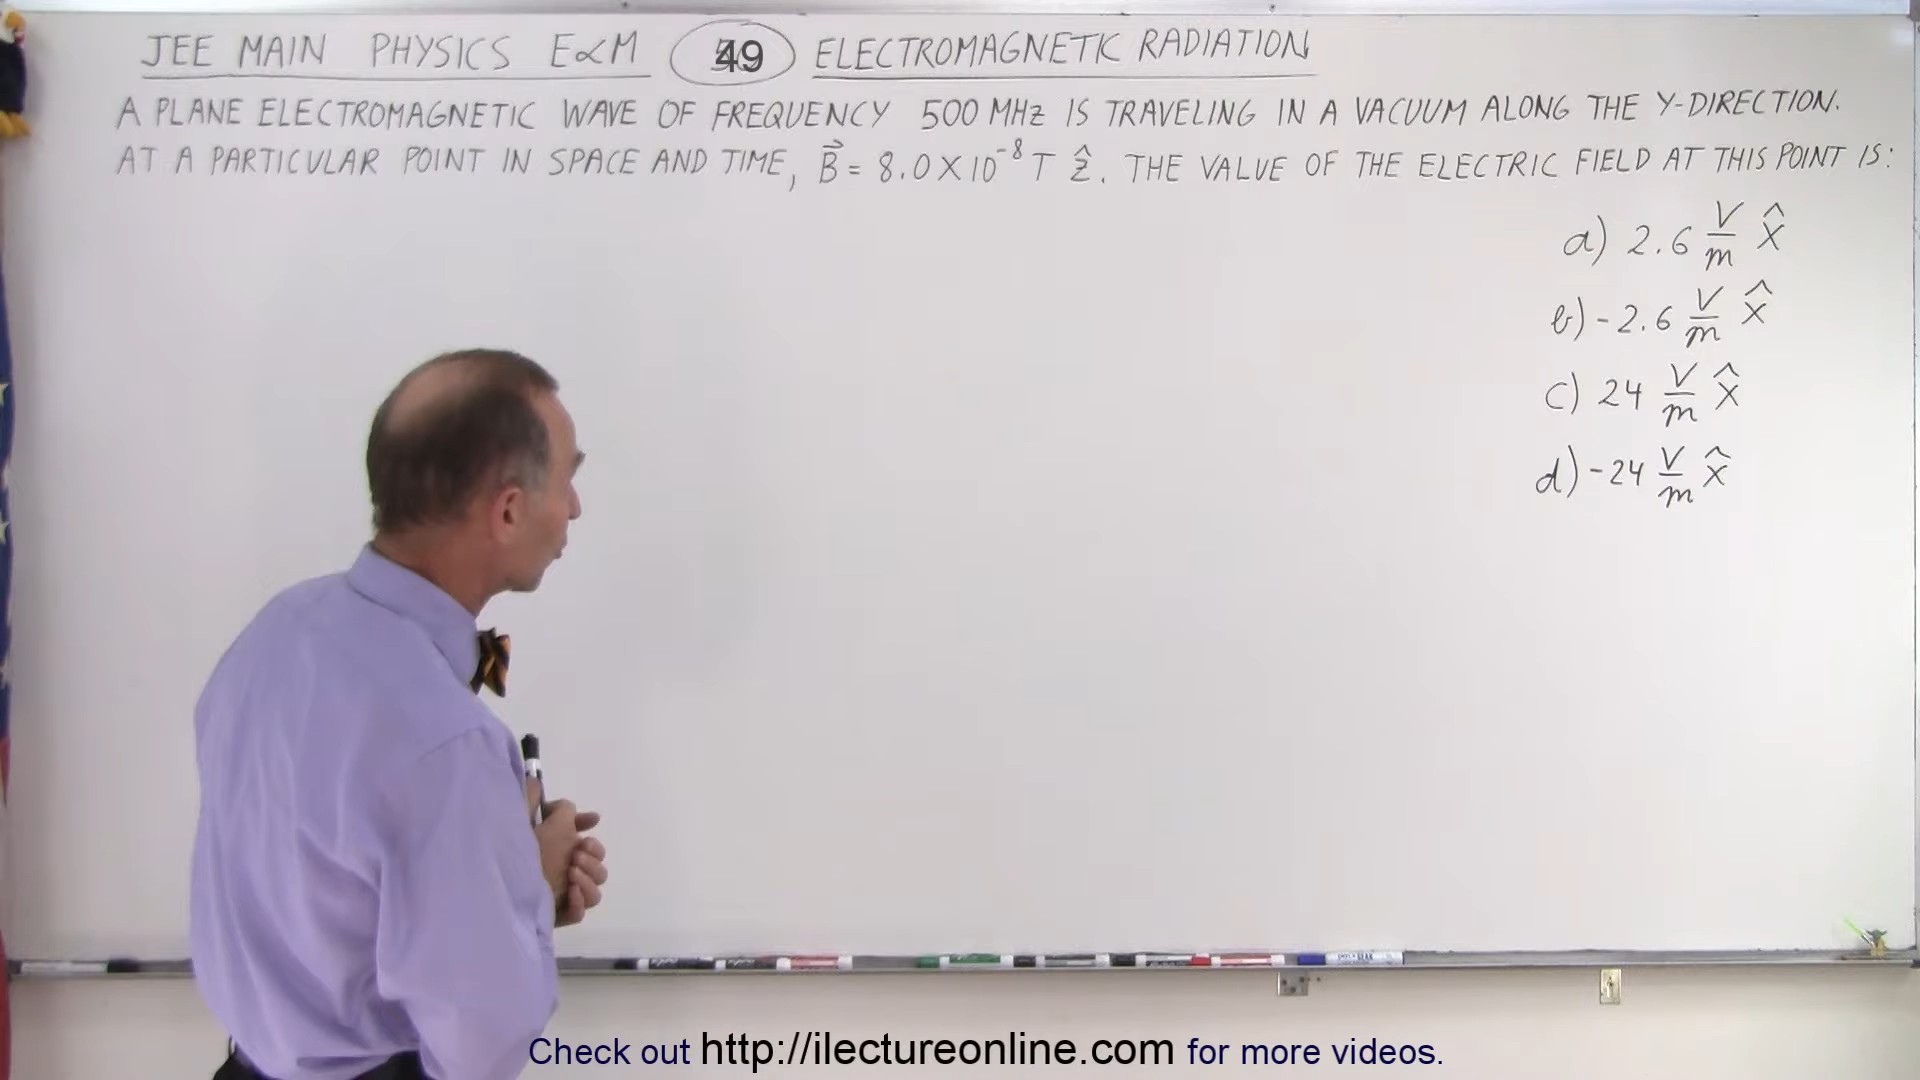 JEE MAIN PHYSICS E&M 49 ELECTROMAGNETIC RADIATION
A PLANE ELECTROMAGNETIC WAVE OF FREQUENCY 500 MHz IS TRAVELING IN A VACUUM ALONG THE Y-DIRECTION.
AT A PARTICULAR POINT IN SPACE AND TIME, B⃗ = 8.0 X 10⁻⁸ T ẑ. THE VALUE OF THE ELECTRIC FIELD AT THIS POINT IS:
a) 2.6 V/m x̂
b) -2.6 V/m x̂
c) 24 V/m x̂
d) -24 V/m x̂
Check out http://ilectureonline.com for more videos.